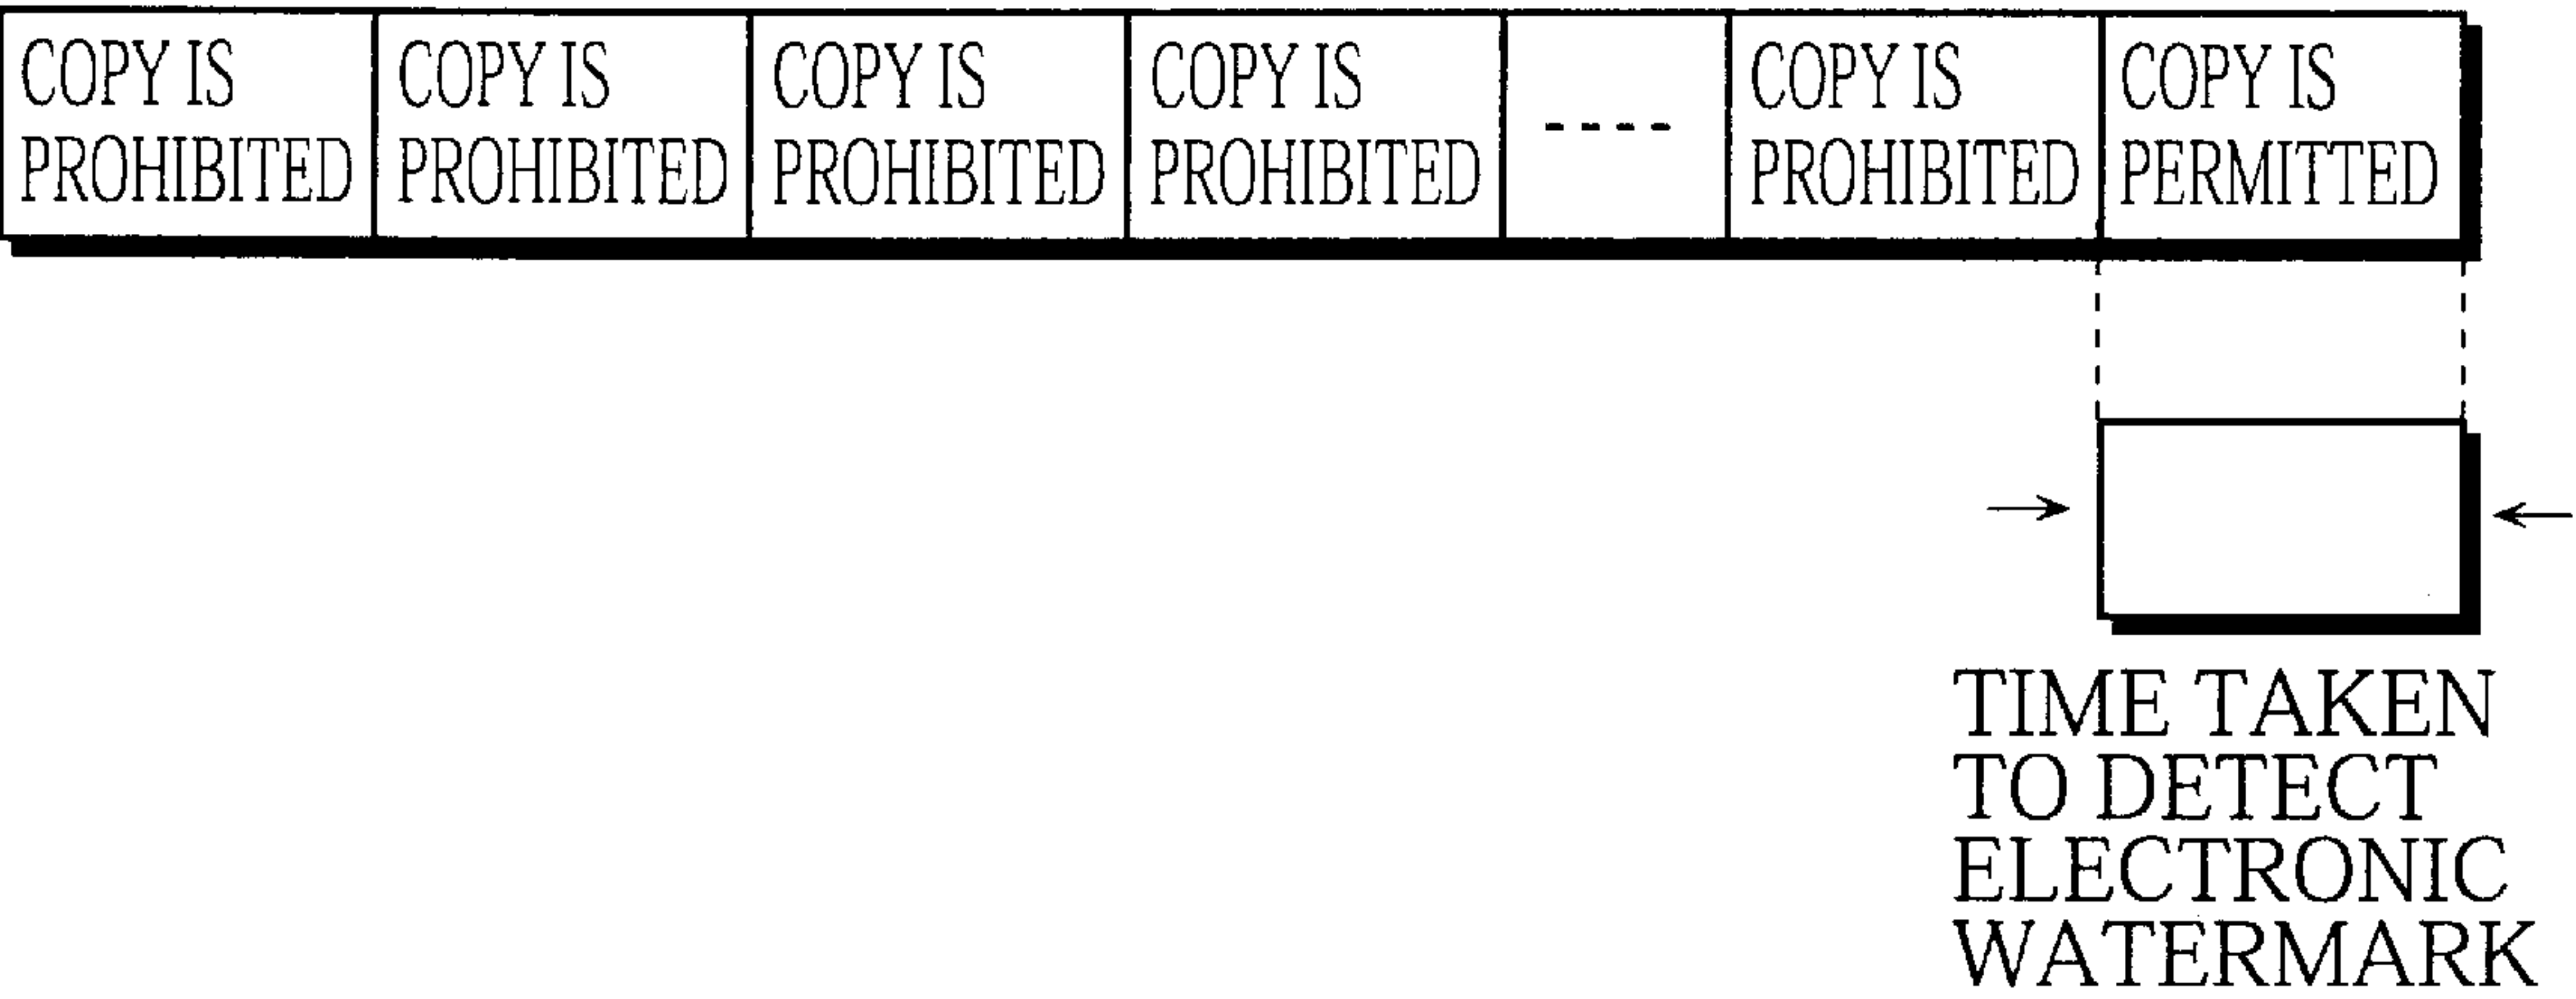 COPY IS COPY IS COPY IS COPY IS COPY IS COPY IS
PROHIBITED PROHIBITED PROHIBITED PROHIBITED ---- PROHIBITED PERMITTED
TIME TAKEN
TO DETECT
ELECTRONIC
WATERMARK